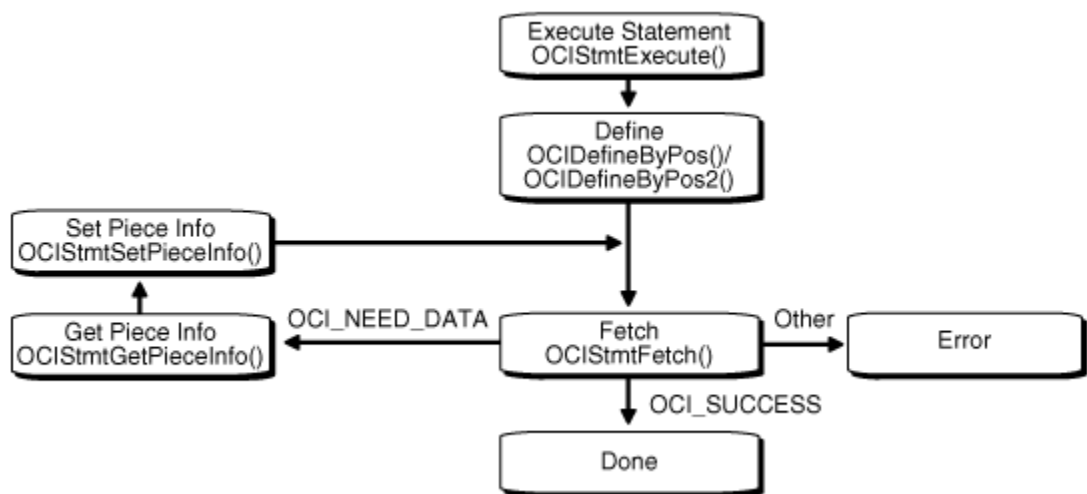 Execute Statement
OCIStmtExecute()
Define
OCIDefineByPos()/
OCIDefineByPos2()
Set Piece Info
OCIStmtSetPieceInfo()
Get Piece Info
OCIStmtGetPieceInfo()
OCI_NEED_DATA
Fetch
OCIStmtFetch()
Other
Error
OCI_SUCCESS
Done